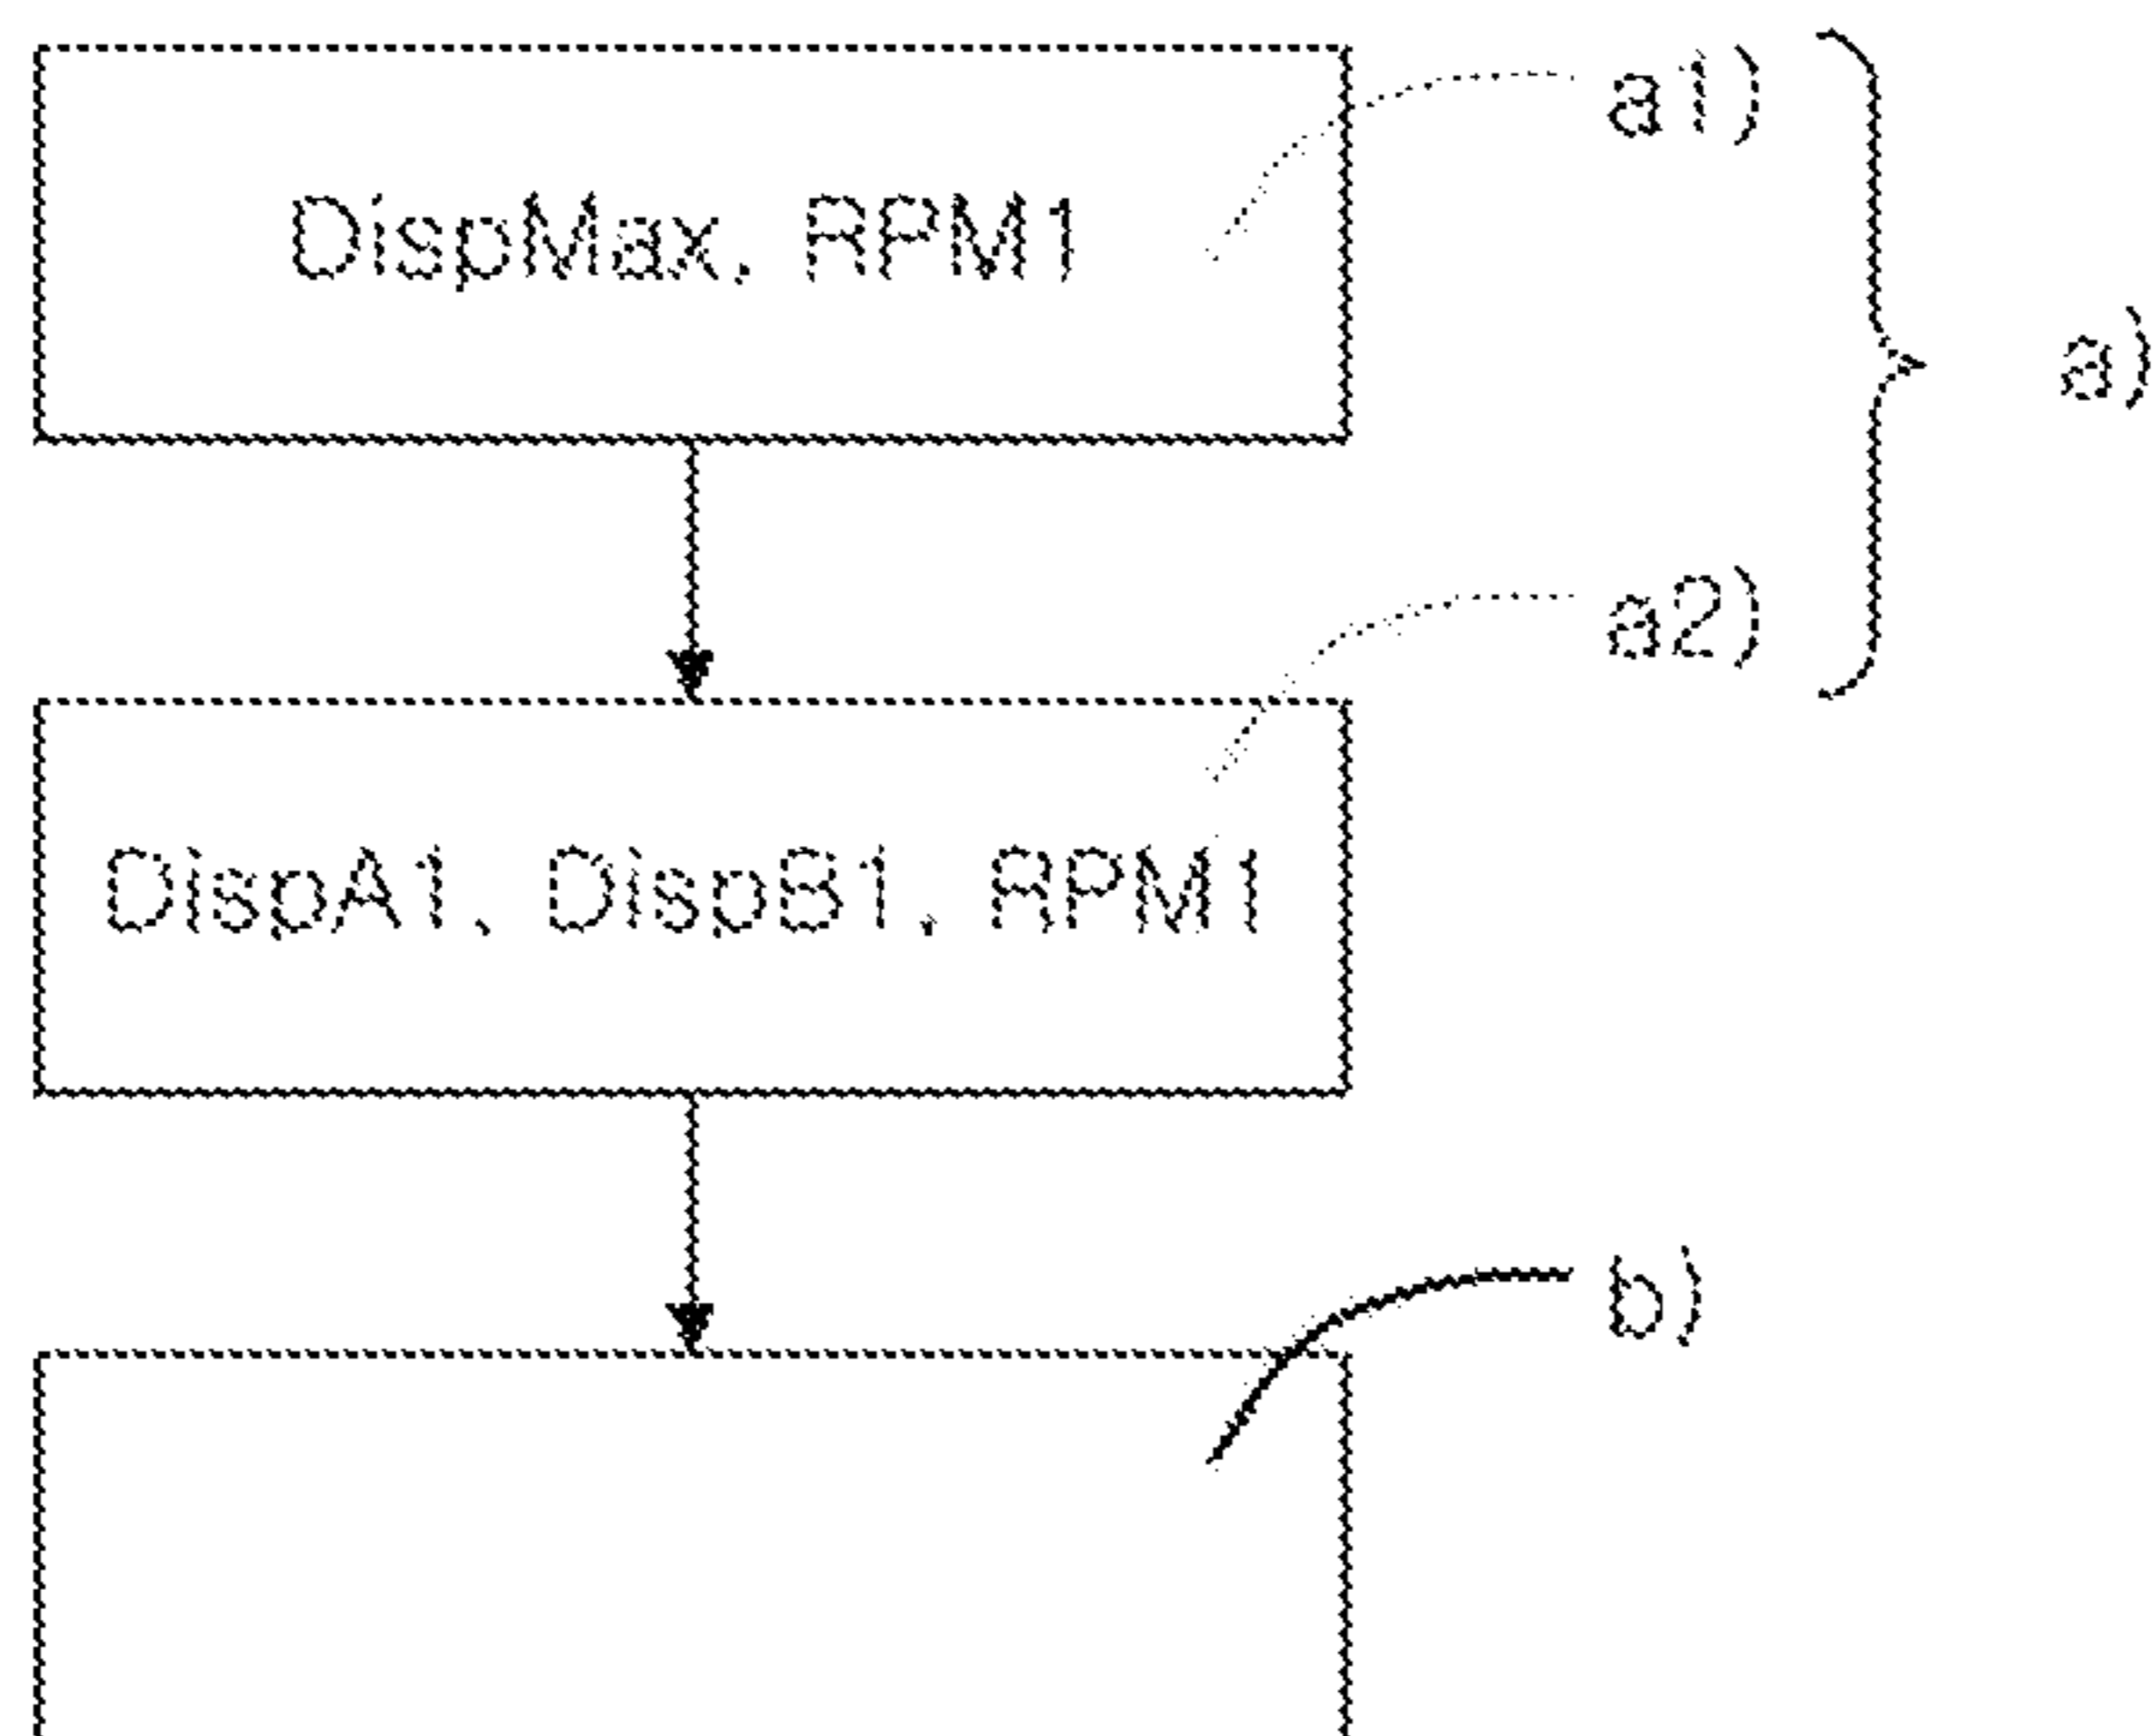 DispMax, RPM1
a1)
a)
a2)
DispA1, DispB1, RPM1
b)